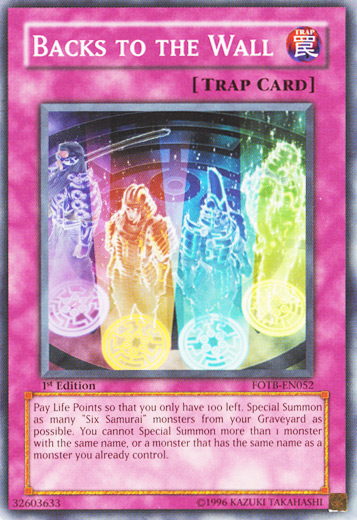 BACKS TO THE WALL
TRAP
罠
[TRAP CARD]
1st Edition
FOTB-EN052
Pay Life Points so that you only have 100 left. Special Summon
as many "Six Samurai" monsters from your Graveyard as
possible. You cannot Special Summon more than 1 monster
with the same name, or a monster that has the same name as a
monster you already control.
32603633
©1996 KAZUKI TAKAHASHI